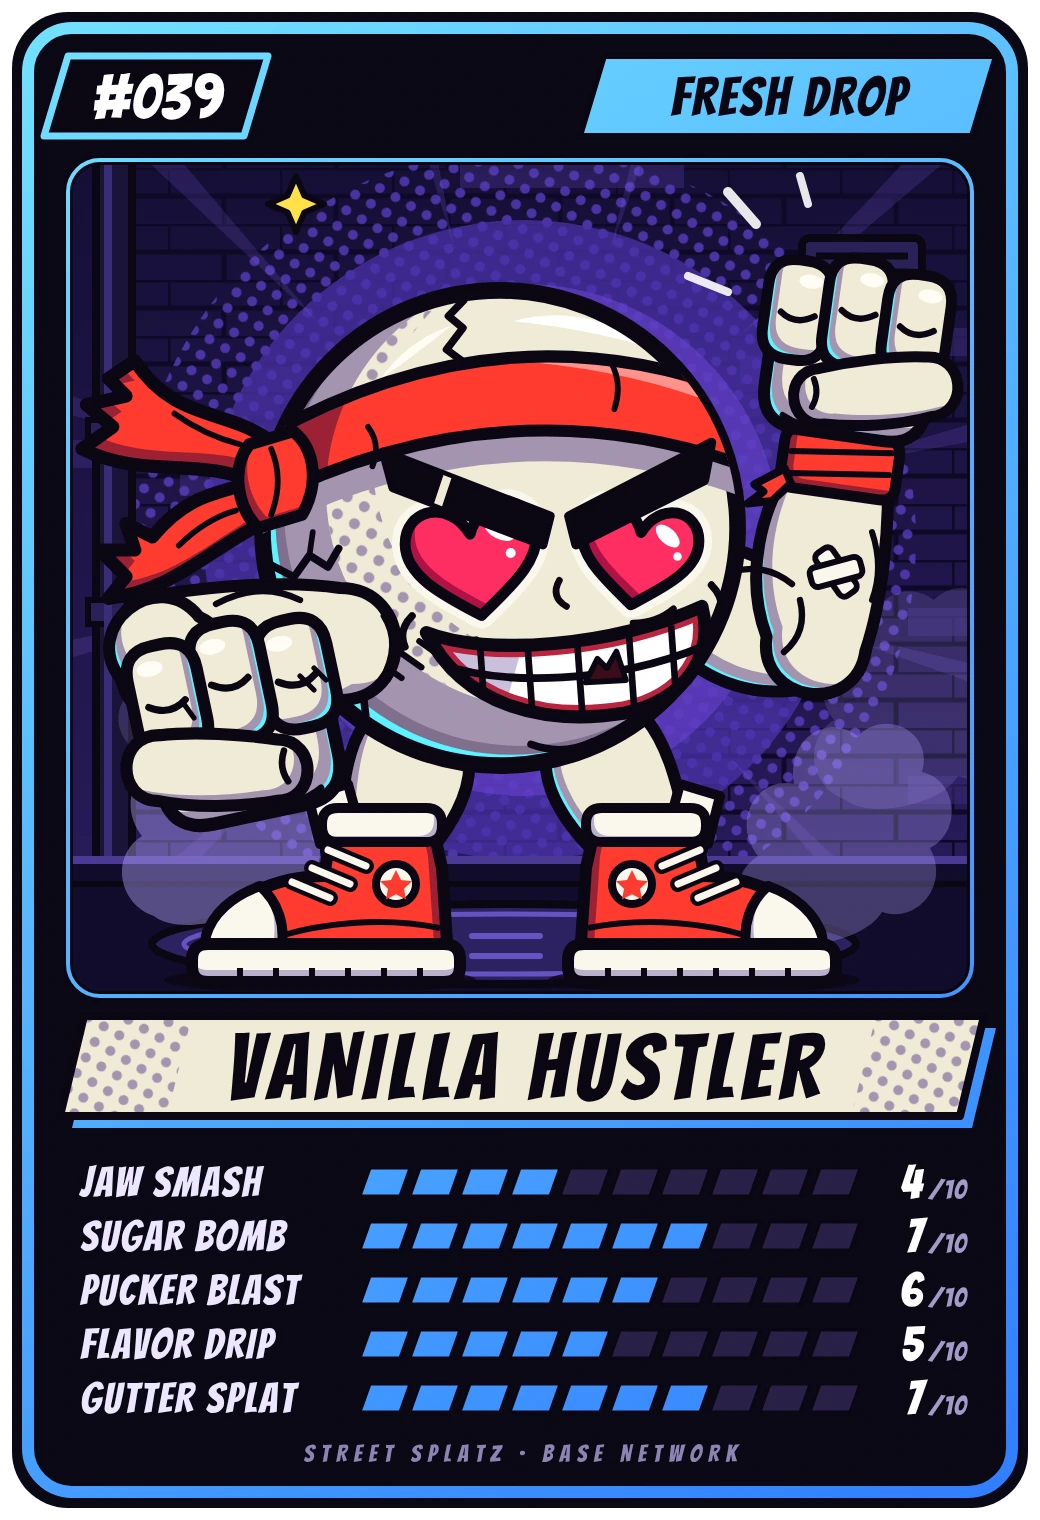 #039
FRESH DROP
VANILLA HUSTLER
JAW SMASH 4/10
SUGAR BOMB 7/10
PUCKER BLAST 6/10
FLAVOR DRIP 5/10
GUTTER SPLAT 7/10
STREET SPLATZ · BASE NETWORK